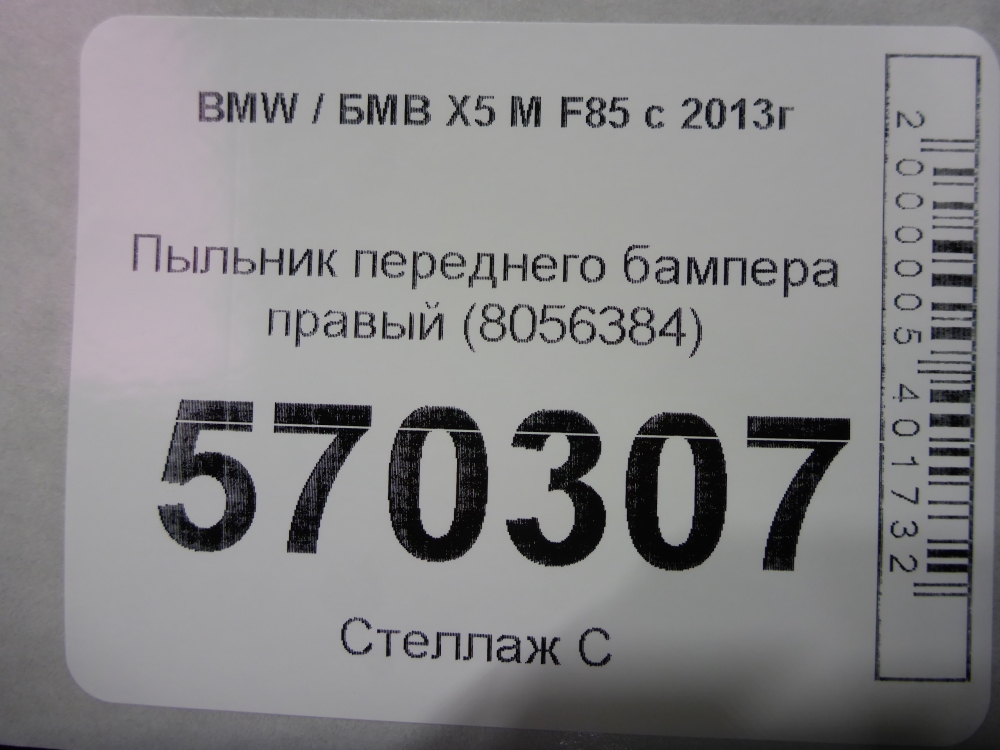 BMW / БМВ X5 M F85 с 2013г
Пыльник переднего бампера
правый (8056384)
570307
Стеллаж С
2000005401732